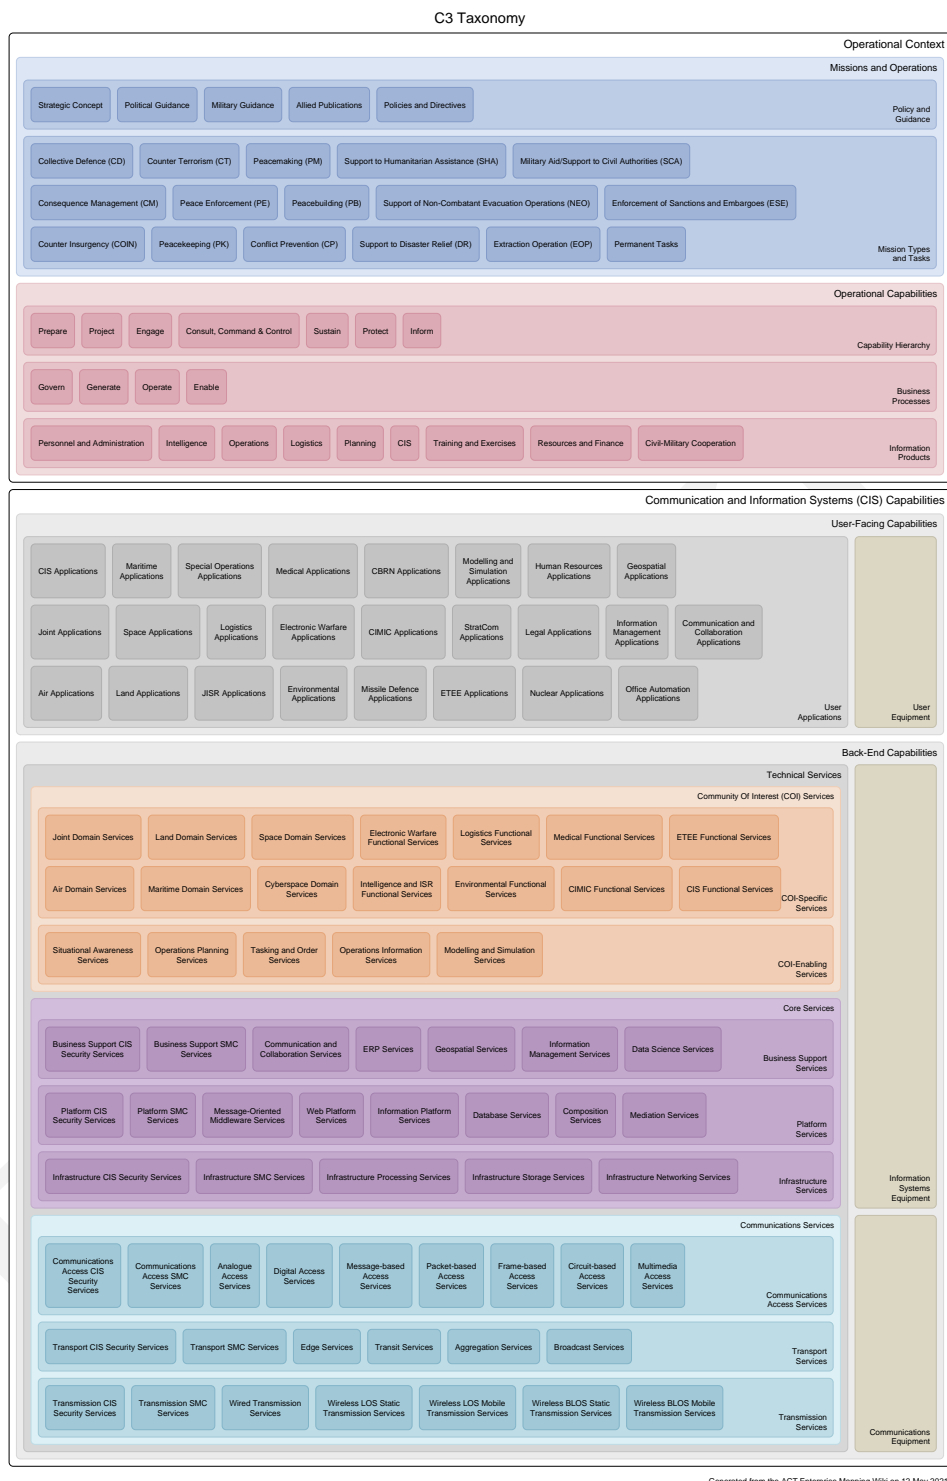 C3 Taxonomy
Operational Context
Missions and Operations
Strategic Concept
Political Guidance
Military Guidance
Allied Publications
Policies and Directives
Policy and
Guidance
Collective Defence (CD)
Counter Terrorism (CT)
Peacemaking (PM)
Support to Humanitarian Assistance (SHA)
Military Aid/Support to Civil Authorities (SCA)
Consequence Management (CM)
Peace Enforcement (PE)
Peacebuilding (PB)
Support of Non-Combatant Evacuation Operations (NEO)
Enforcement of Sanctions and Embargoes (ESE)
Counter Insurgency (COIN)
Peacekeeping (PK)
Conflict Prevention (CP)
Support to Disaster Relief (DR)
Extraction Operation (EOP)
Permanent Tasks
Mission Types
and Tasks
Operational Capabilities
Prepare
Project
Engage
Consult, Command & Control
Sustain
Protect
Inform
Capability Hierarchy
Govern
Generate
Operate
Enable
Business
Processes
Personnel and Administration
Intelligence
Operations
Logistics
Planning
CIS
Training and Exercises
Resources and Finance
Civil-Military Cooperation
Information
Products
Communication and Information Systems (CIS) Capabilities
User-Facing Capabilities
CIS Applications
Maritime
Applications
Special Operations
Applications
Medical Applications
CBRN Applications
Modelling and
Simulation
Applications
Human Resources
Applications
Geospatial
Applications
Joint Applications
Space Applications
Logistics
Applications
Electronic Warfare
Applications
CIMIC Applications
StratCom
Applications
Legal Applications
Information
Management
Applications
Communication and
Collaboration
Applications
Air Applications
Land Applications
JISR Applications
Environmental
Applications
Missile Defence
Applications
ETEE Applications
Nuclear Applications
Office Automation
Applications
User
Applications
User
Equipment
Back-End Capabilities
Technical Services
Community Of Interest (COI) Services
Joint Domain Services
Land Domain Services
Space Domain Services
Electronic Warfare
Functional Services
Logistics Functional
Services
Medical Functional Services
ETEE Functional Services
Air Domain Services
Maritime Domain Services
Cyberspace Domain
Services
Intelligence and ISR
Functional Services
Environmental Functional
Services
CIMIC Functional Services
CIS Functional Services
COI-Specific
Services
Situational Awareness
Services
Operations Planning
Services
Tasking and Order
Services
Operations Information
Services
Modelling and Simulation
Services
COI-Enabling
Services
Core Services
Business Support CIS
Security Services
Business Support SMC
Services
Communication and
Collaboration Services
ERP Services
Geospatial Services
Information
Management Services
Data Science Services
Business Support
Services
Platform CIS
Security Services
Platform SMC
Services
Message-Oriented
Middleware Services
Web Platform
Services
Information Platform
Services
Database Services
Composition
Services
Mediation Services
Platform
Services
Infrastructure CIS Security Services
Infrastructure SMC Services
Infrastructure Processing Services
Infrastructure Storage Services
Infrastructure Networking Services
Infrastructure
Services
Information
Systems
Equipment
Communications Services
Communications
Access CIS
Security
Services
Communications
Access SMC
Services
Analogue
Access
Services
Digital Access
Services
Message-based
Access
Services
Packet-based
Access
Services
Frame-based
Access
Services
Circuit-based
Access
Services
Multimedia
Access
Services
Communications
Access Services
Transport CIS Security Services
Transport SMC Services
Edge Services
Transit Services
Aggregation Services
Broadcast Services
Transport
Services
Transmission CIS
Security Services
Transmission SMC
Services
Wired Transmission
Services
Wireless LOS Static
Transmission Services
Wireless LOS Mobile
Transmission Services
Wireless BLOS Static
Transmission Services
Wireless BLOS Mobile
Transmission Services
Transmission
Services
Communications
Equipment
Generated from the ACT Enterprise Mapping Wiki on 12 May 2021